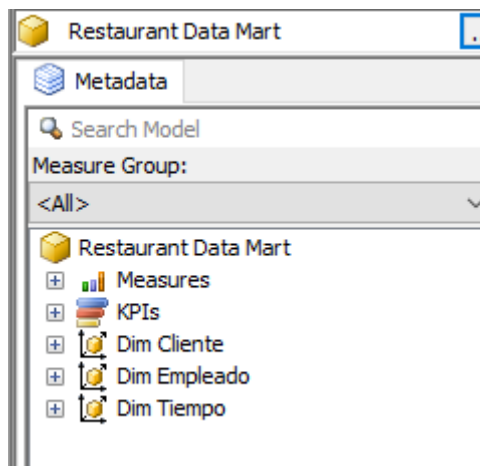 Restaurant Data Mart
Metadata
Search Model
Measure Group:
<All>
Restaurant Data Mart
Measures
KPIs
Dim Cliente
Dim Empleado
Dim Tiempo